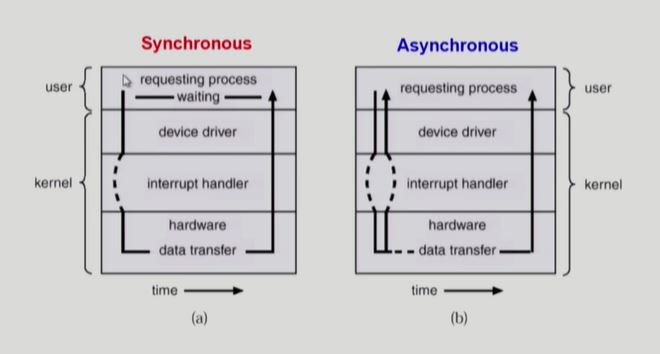 Synchronous
Asynchronous
user
requesting process
waiting
device driver
kernel
interrupt handler
hardware
data transfer
time
(a)
requesting process
user
device driver
interrupt handler
kernel
hardware
data transfer
time
(b)